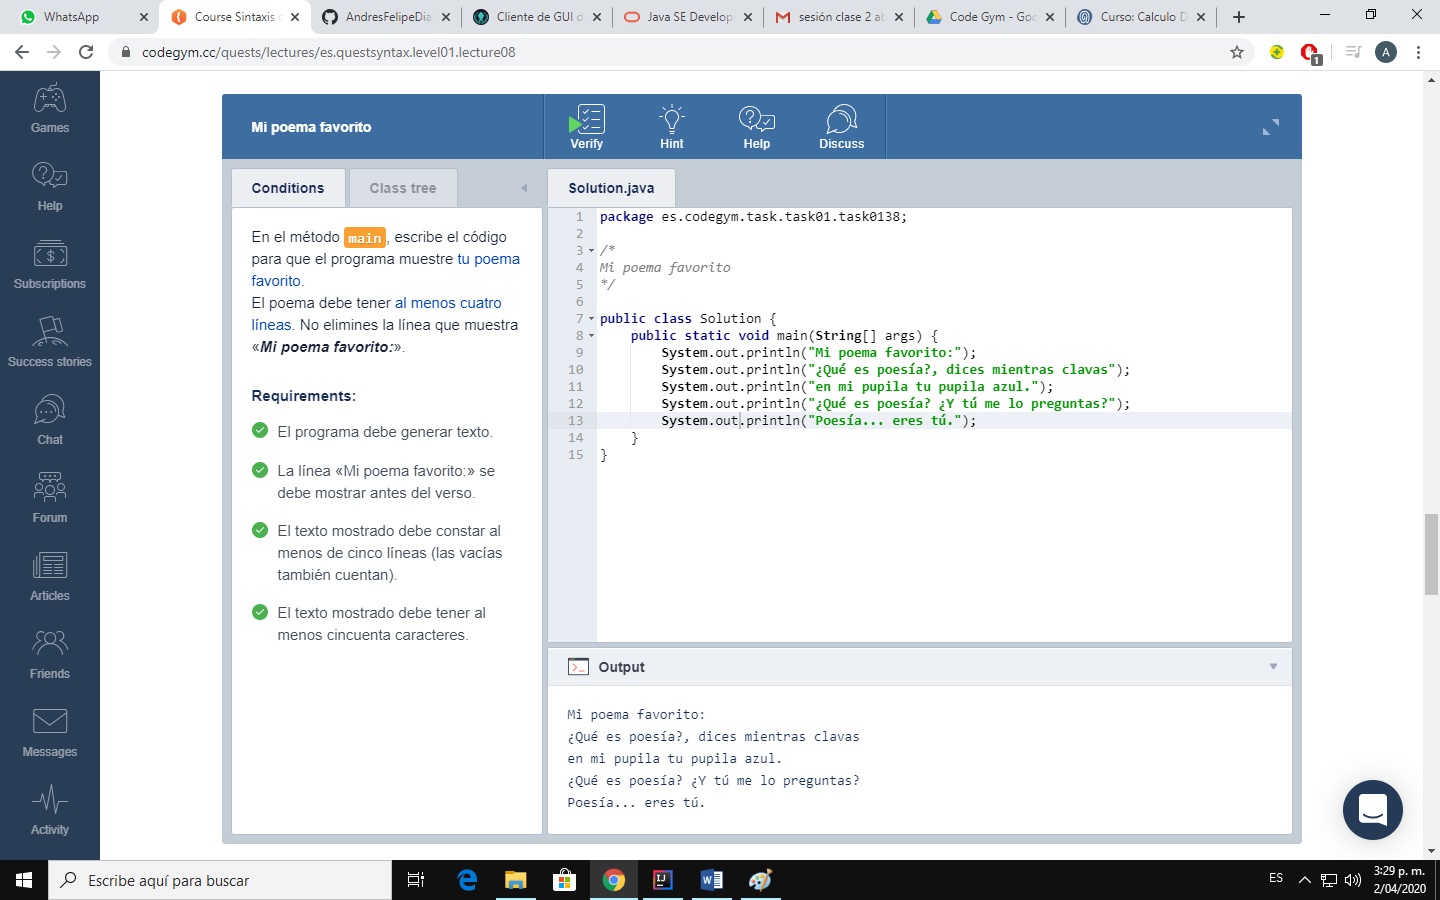 WhatsApp
Course Sintaxis d
AndresFelipeDia
Cliente de GUI d
Java SE Develop
sesión clase 2 ab
Code Gym - Goo
Curso: Calculo D
codegym.cc/quests/lectures/es.questsyntax.level01.lecture08
1
A
Games
Help
Subscriptions
Success stories
Chat
Forum
Articles
Friends
Messages
Activity
Mi poema favorito
Verify
Hint
Help
Discuss
Conditions
Class tree
En el método main, escribe el código
para que el programa muestre tu poema
favorito.
El poema debe tener al menos cuatro
líneas. No elimines la línea que muestra
«Mi poema favorito:».
Requirements:
El programa debe generar texto.
La línea «Mi poema favorito:» se
debe mostrar antes del verso.
El texto mostrado debe constar al
menos de cinco líneas (las vacías
también cuentan).
El texto mostrado debe tener al
menos cincuenta caracteres.
Solution.java
1 package es.codegym.task.task01.task0138;
2
3 /*
4 Mi poema favorito
5 */
6
7 public class Solution {
8 public static void main(String[] args) {
9 System.out.println("Mi poema favorito:");
10 System.out.println("¿Qué es poesía?, dices mientras clavas");
11 System.out.println("en mi pupila tu pupila azul.");
12 System.out.println("¿Qué es poesía? ¿Y tú me lo preguntas?");
13 System.out.println("Poesía... eres tú.");
14 }
15 }
Output
Mi poema favorito:
¿Qué es poesía?, dices mientras clavas
en mi pupila tu pupila azul.
¿Qué es poesía? ¿Y tú me lo preguntas?
Poesía... eres tú.
Escribe aquí para buscar
ES
3:29 p. m.
2/04/2020